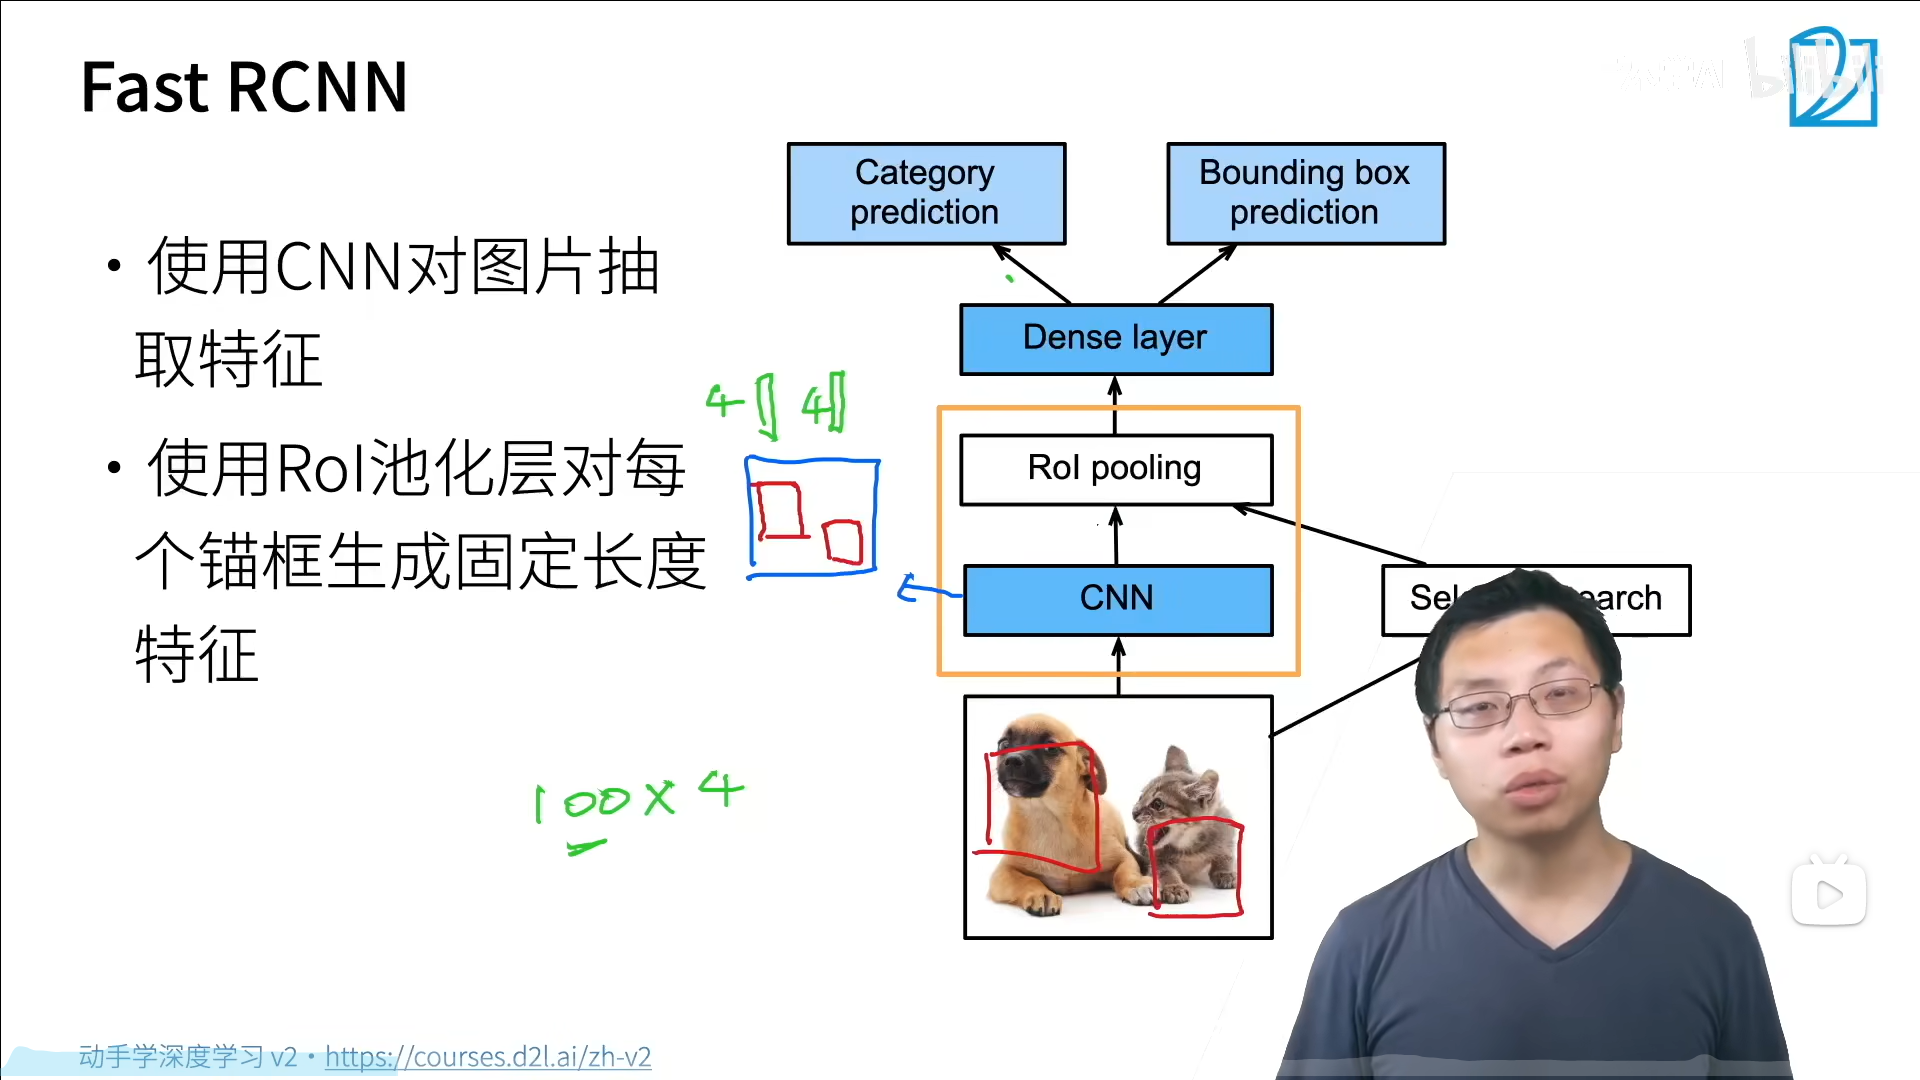 Fast RCNN
bilibili
• 使用CNN对图片抽
取特征
• 使用RoI池化层对每
个锚框生成固定长度
特征
Category
prediction
Bounding box
prediction
Dense layer
RoI pooling
CNN
4 4
100 x 4
动手学深度学习 v2 • https://courses.d2l.ai/zh-v2